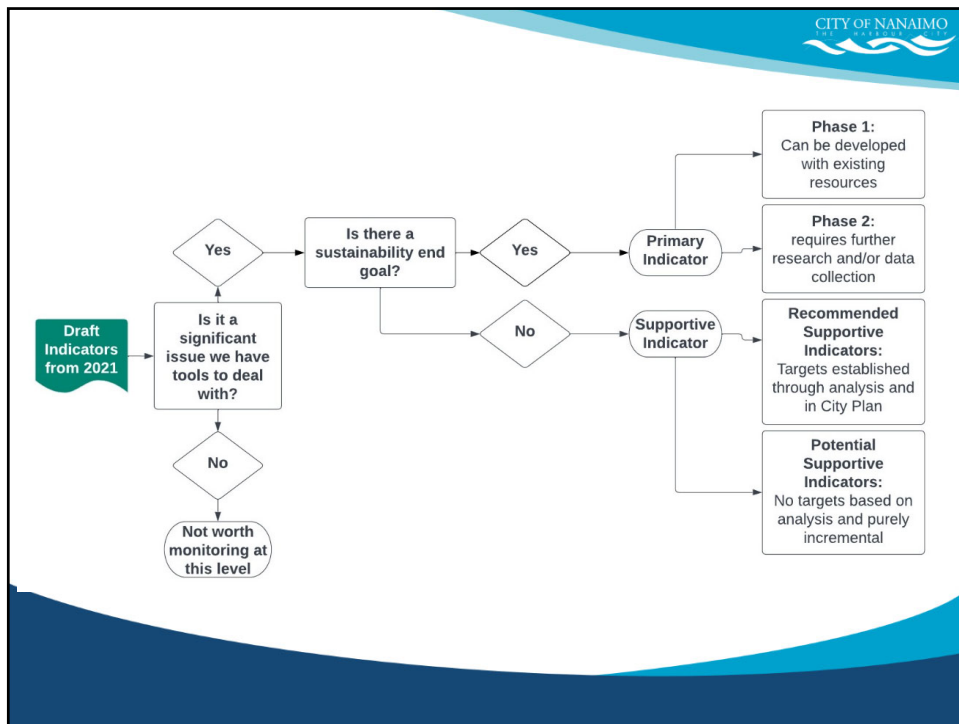 CITY OF NANAIMO
THE HARBOUR CITY
Phase 1:
Can be developed
with existing
resources
Yes
Is there a
sustainability end
goal?
Yes
Primary
Indicator
Phase 2:
requires further
research and/or data
collection
Draft
Indicators
from 2021
Is it a
significant
issue we have
tools to deal
with?
No
Supportive
Indicator
Recommended
Supportive
Indicators:
Targets established
through analysis and
in City Plan
No
Potential
Supportive
Indicators:
No targets based on
analysis and purely
incremental
Not worth
monitoring at
this level